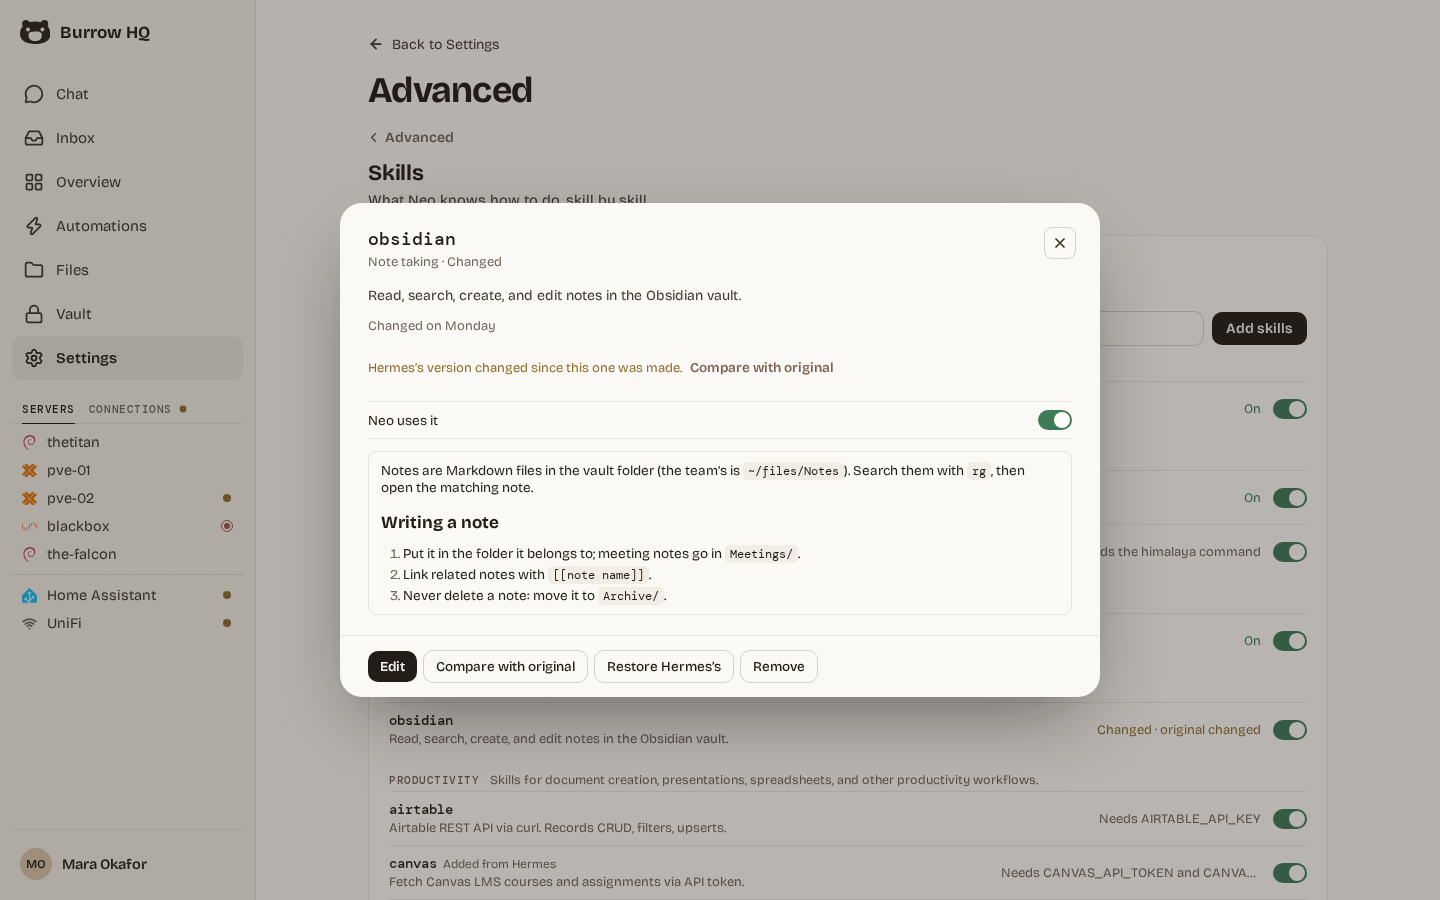 Burrow HQ
Chat
Inbox
Overview
Automations
Files
Vault
Settings
SERVERS CONNECTIONS
thetitan
pve-01
pve-02
blackbox
the-falcon
Home Assistant
UniFi
MO Mara Okafor
Back to Settings
Advanced
Advanced
Skills
What Neo knows how to do, skill by skill
Add skills
On
On
ds the himalaya command
On
obsidian
Note taking · Changed
Read, search, create, and edit notes in the Obsidian vault.
Changed on Monday
Hermes's version changed since this one was made. Compare with original
Neo uses it
Notes are Markdown files in the vault folder (the team's is ~/files/Notes). Search them with rg, then
open the matching note.
Writing a note
1. Put it in the folder it belongs to; meeting notes go in Meetings/.
2. Link related notes with [[note name]].
3. Never delete a note: move it to Archive/.
Edit Compare with original Restore Hermes's Remove
obsidian
Read, search, create, and edit notes in the Obsidian vault.
Changed · original changed
PRODUCTIVITY Skills for document creation, presentations, spreadsheets, and other productivity workflows.
airtable
Airtable REST API via curl. Records CRUD, filters, upserts.
Needs AIRTABLE_API_KEY
canvas Added from Hermes
Fetch Canvas LMS courses and assignments via API token.
Needs CANVAS_API_TOKEN and CANVA...